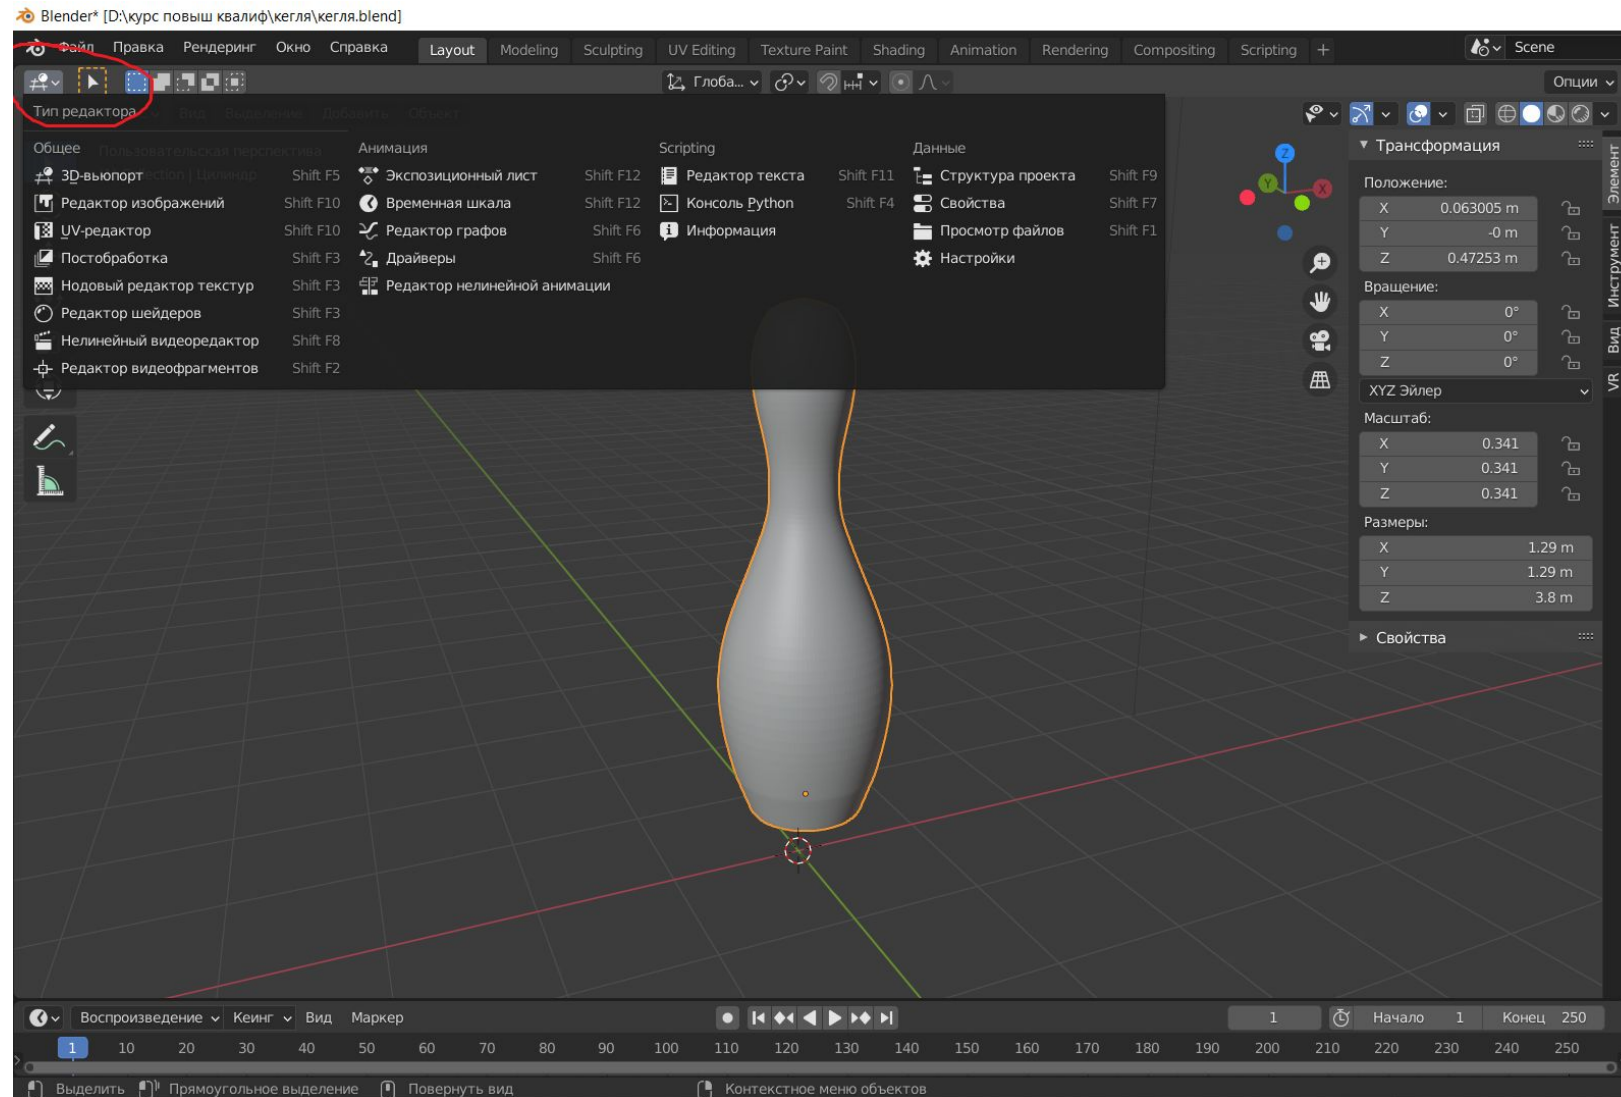 Blender* [D:\курс повыш квалиф\кегля\кегля.blend]
Файл Правка Рендеринг Окно Справка Layout Modeling Sculpting UV Editing Texture Paint Shading Animation Rendering Compositing Scripting + Scene
Глоба... Опции
Тип редактора Вид Выделение Добавить Объект
Общее Анимация Scripting Данные
Пользовательская перспектива
3D-вьюпорт Shift F5 Экспозиционный лист Shift F12 Редактор текста Shift F11 Структура проекта Shift F9
Редактор изображений Shift F10 Временная шкала Shift F12 Консоль Python Shift F4 Свойства Shift F7
UV-редактор Shift F10 Редактор графов Shift F6 Информация Просмотр файлов Shift F1
Постобработка Shift F3 Драйверы Shift F6 Настройки
Нодовый редактор текстур Shift F3 Редактор нелинейной анимации
Редактор шейдеров Shift F3
Нелинейный видеоредактор Shift F8
Редактор видеофрагментов Shift F2
Z
Y
X
Трансформация
Положение:
X 0.063005 m
Y -0 m
Z 0.47253 m
Вращение:
X 0°
Y 0°
Z 0°
XYZ Эйлер
Масштаб:
X 0.341
Y 0.341
Z 0.341
Размеры:
X 1.29 m
Y 1.29 m
Z 3.8 m
Свойства
Элемент
Инструмент
Вид
VR
Воспроизведение Кеинг Вид Маркер 1 Начало 1 Конец 250
1 10 20 30 40 50 60 70 80 90 100 110 120 130 140 150 160 170 180 190 200 210 220 230 240 250
Выделить Прямоугольное выделение Повернуть вид Контекстное меню объектов